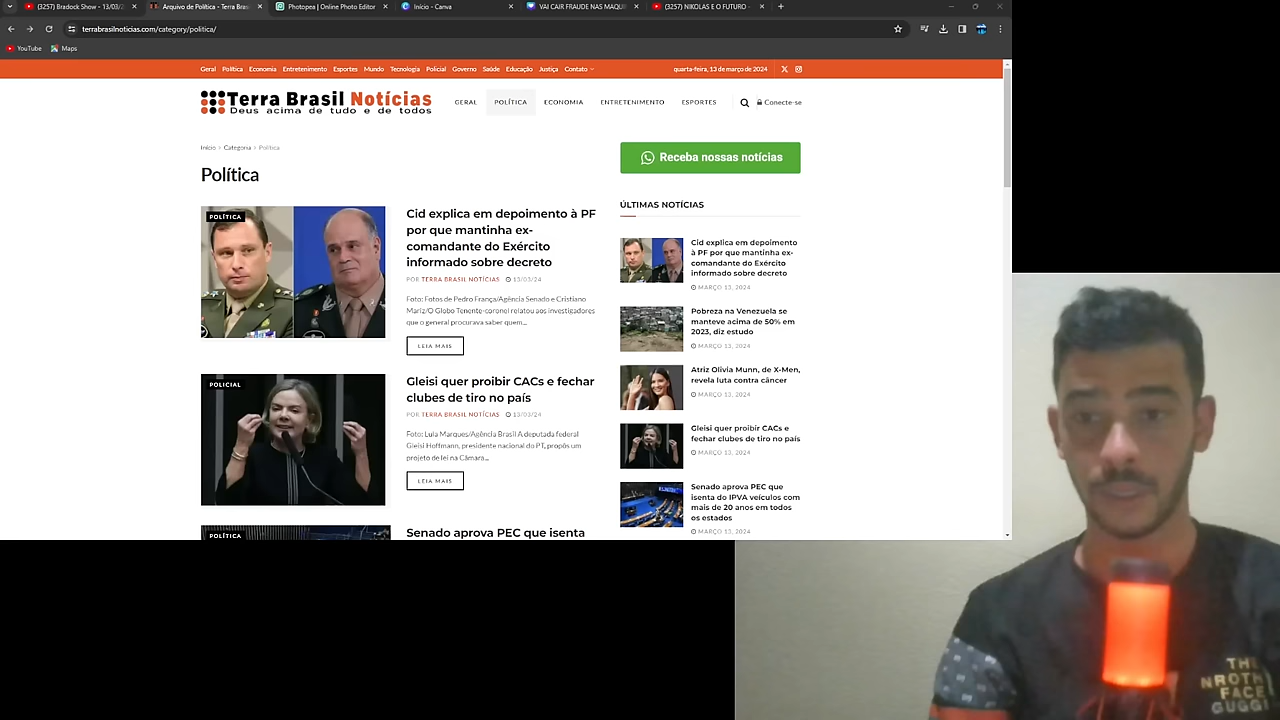 (3257) Bradock Show - 13/03/2
Arquivo de Política - Terra Brasi
Photopea | Online Photo Editor
Início - Canva
VAI CAIR FRAUDE NAS MAQUI
(3257) NIKOLAS E O FUTURO -
terrabrasilnoticias.com/category/politica/
YouTube Maps
Geral Política Economia Entretenimento Esportes Mundo Tecnologia Policial Governo Saúde Educação Justiça Contato quarta-feira, 13 de março de 2024
Terra Brasil Notícias
Deus acima de tudo e de todos
GERAL POLÍTICA ECONOMIA ENTRETENIMENTO ESPORTES Conecte-se
Início > Categoria > Política
Política
Receba nossas notícias
POLÍTICA
Cid explica em depoimento à PF
por que mantinha ex-
comandante do Exército
informado sobre decreto
POR TERRA BRASIL NOTÍCIAS 13/03/24
Foto: Fotos de Pedro França/Agência Senado e Cristiano
Mariz/O Globo Tenente-coronel relatou aos investigadores
que o general procurava saber quem...
LEIA MAIS
POLICIAL
Gleisi quer proibir CACs e fechar
clubes de tiro no país
POR TERRA BRASIL NOTÍCIAS 13/03/24
Foto: Lula Marques/Agência Brasil A deputada federal
Gleisi Hoffmann, presidente nacional do PT, propôs um
projeto de lei na Câmara...
LEIA MAIS
POLÍTICA
Senado aprova PEC que isenta
ÚLTIMAS NOTÍCIAS
Cid explica em depoimento
à PF por que mantinha ex-
comandante do Exército
informado sobre decreto
MARÇO 13, 2024
Pobreza na Venezuela se
manteve acima de 50% em
2023, diz estudo
MARÇO 13, 2024
Atriz Olivia Munn, de X-Men,
revela luta contra câncer
MARÇO 13, 2024
Gleisi quer proibir CACs e
fechar clubes de tiro no país
MARÇO 13, 2024
Senado aprova PEC que
isenta do IPVA veículos com
mais de 20 anos em todos
os estados
MARÇO 13, 2024
THE
NROTH
FACE
GUGGI